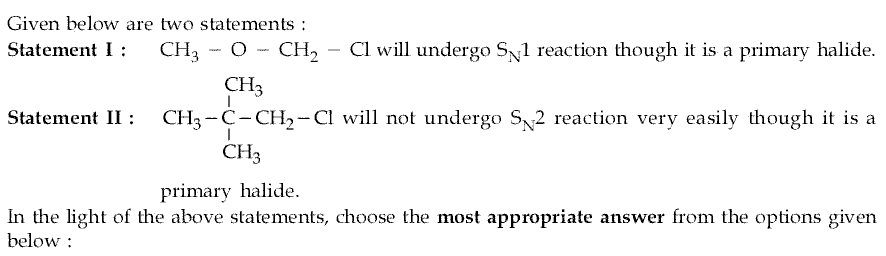 Given below are two statements :
Statement I : CH₃ − O − CH₂ − Cl will undergo S_N1 reaction though it is a primary halide.
CH₃
Statement II : CH₃−C−CH₂−Cl will not undergo S_N2 reaction very easily though it is a
CH₃
primary halide.
In the light of the above statements, choose the most appropriate answer from the options given
below :